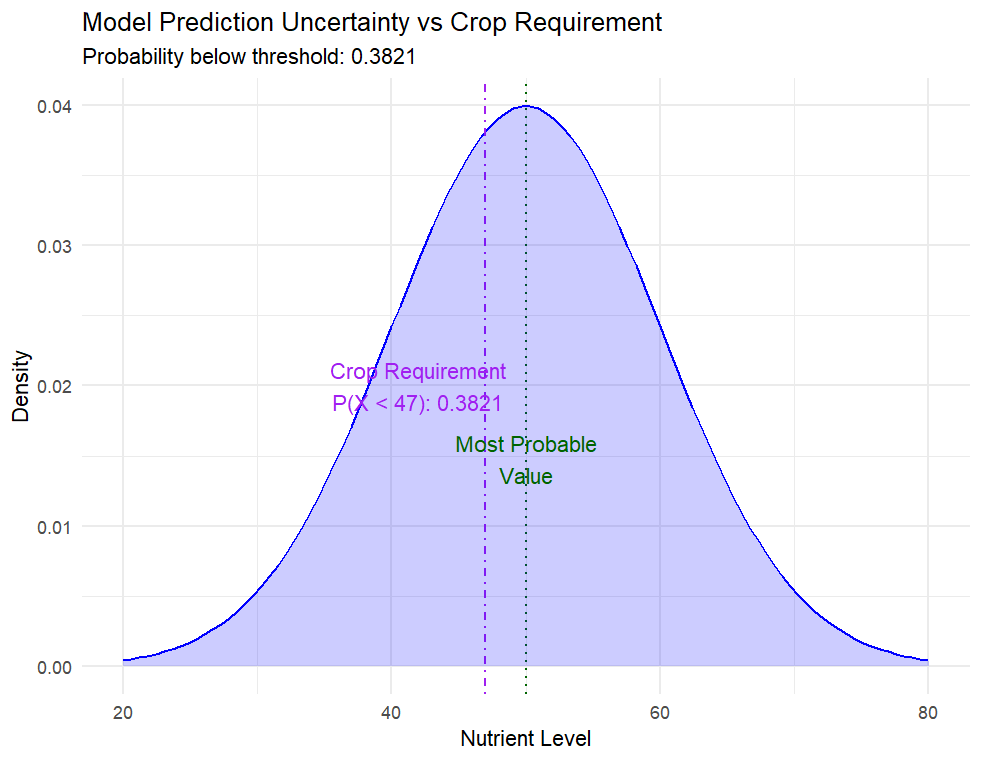 Model Prediction Uncertainty vs Crop Requirement
Probability below threshold: 0.3821
0.04
0.03
0.02
0.01
0.00
Density
Crop Requirement
P(X < 47): 0.3821
Most Probable
Value
20
40
60
80
Nutrient Level